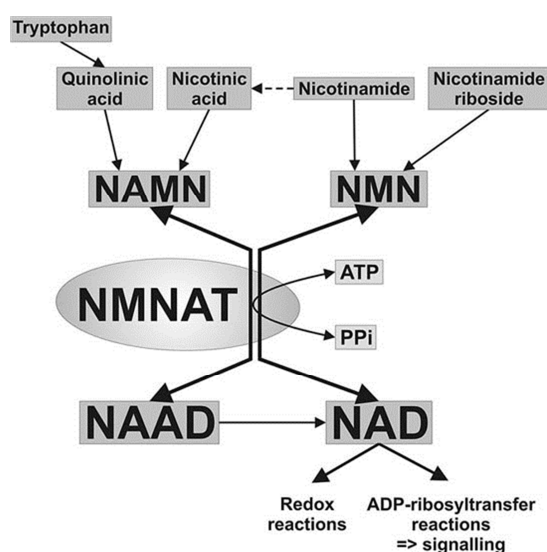 Tryptophan
Quinolinic
acid
Nicotinic
acid
Nicotinamide
Nicotinamide
riboside
NAMN
NMN
ATP
NMNAT
PPi
NAAD
NAD
Redox
reactions
ADP-ribosyltransfer
reactions
=> signalling